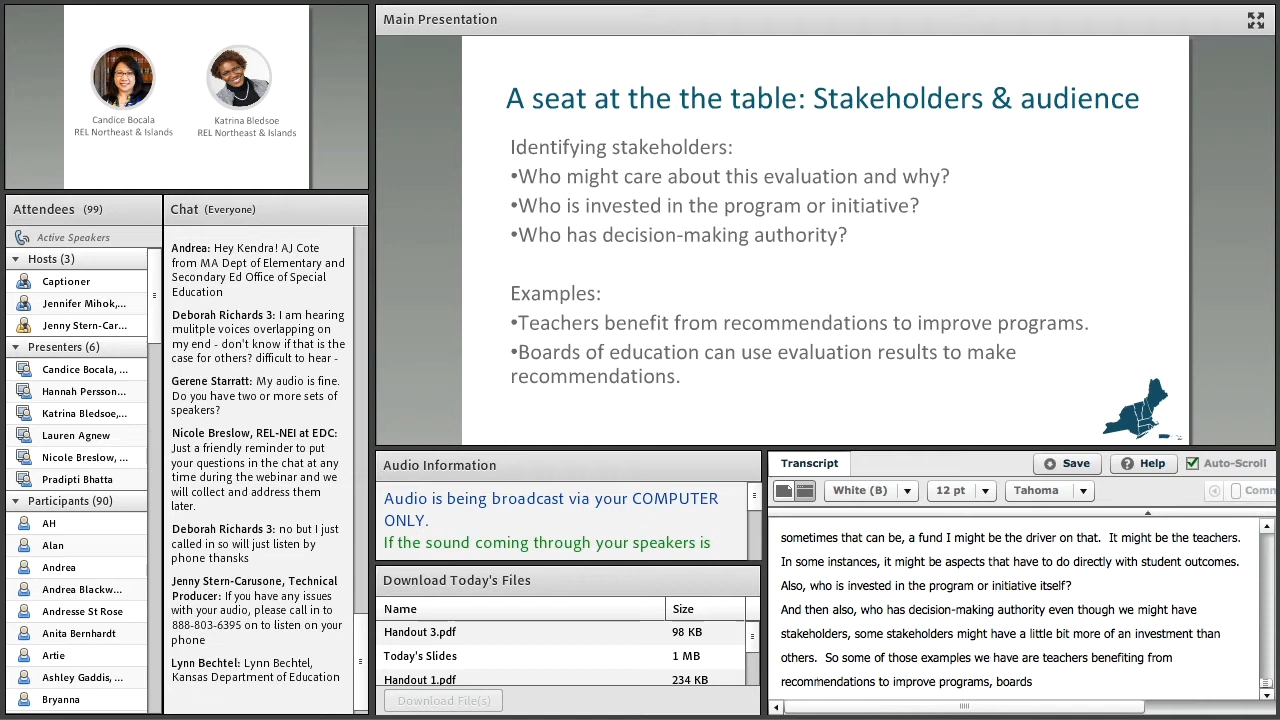 Candice Bocala
REL Northeast & Islands
Katrina Bledsoe
REL Northeast & Islands
Attendees (99)
Active Speakers
Hosts (3)
Captioner
Jennifer Mihok,...
Jenny Stern-Car...
Presenters (6)
Candice Bocala, ...
Hannah Persson...
Katrina Bledsoe,...
Lauren Agnew
Nicole Breslow, ...
Pradipti Bhatta
Participants (90)
AH
Alan
Andrea
Andrea Blackw...
Andresse St Rose
Anita Bernhardt
Artie
Ashley Gaddis, ...
Bryanna
Chat (Everyone)
Andrea: Hey Kendra! AJ Cote
from MA Dept of Elementary and
Secondary Ed Office of Special
Education
Deborah Richards 3: I am hearing
mulitple voices overlapping on
my end - don't know if that is the
case for others? difficult to hear -
Gerene Starratt: My audio is fine.
Do you have two or more sets of
speakers?
Nicole Breslow, REL-NEI at EDC:
Just a friendly reminder to put
your questions in the chat at any
time during the webinar and we
will collect and address them
later.
Deborah Richards 3: no but I just
called in so will just listen by
phone thansks
Jenny Stern-Carusone, Technical
Producer: If you have any issues
with your audio, please call in to
888-803-6395 on to listen on your
phone
Lynn Bechtel: Lynn Bechtel,
Kansas Department of Education
Main Presentation
A seat at the the table: Stakeholders & audience
Identifying stakeholders:
•Who might care about this evaluation and why?
•Who is invested in the program or initiative?
•Who has decision-making authority?
Examples:
•Teachers benefit from recommendations to improve programs.
•Boards of education can use evaluation results to make
recommendations.
Audio Information
Audio is being broadcast via your COMPUTER
ONLY.
If the sound coming through your speakers is
Download Today's Files
Name Size
Handout 3.pdf 98 KB
Today's Slides 1 MB
Handout 1.pdf 234 KB
Download File(s)
Transcript Save Help Auto-Scroll
White (B) 12 pt Tahoma Comm
sometimes that can be, a fund I might be the driver on that.  It might be the teachers.
In some instances, it might be aspects that have to do directly with student outcomes.
Also, who is invested in the program or initiative itself?
And then also, who has decision-making authority even though we might have
stakeholders, some stakeholders might have a little bit more of an investment than
others.  So some of those examples we have are teachers benefiting from
recommendations to improve programs, boards